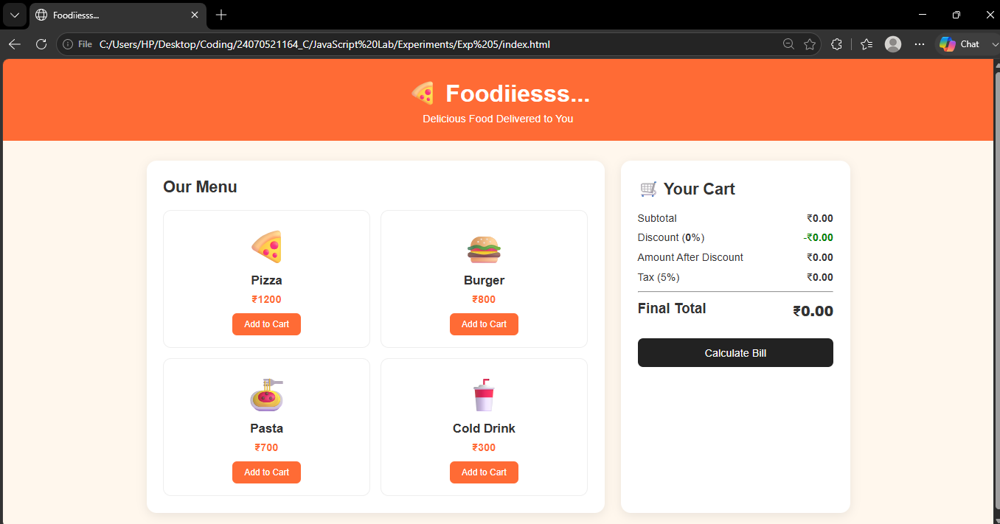 Foodiiesss...
File C:/Users/HP/Desktop/Coding/24070521164_C/JavaScript%20Lab/Experiments/Exp%205/index.html
Chat
Foodiiesss...
Delicious Food Delivered to You
Our Menu
Pizza
₹1200
Add to Cart
Burger
₹800
Add to Cart
Pasta
₹700
Add to Cart
Cold Drink
₹300
Add to Cart
Your Cart
Subtotal ₹0.00
Discount (0%) -₹0.00
Amount After Discount ₹0.00
Tax (5%) ₹0.00
Final Total ₹0.00
Calculate Bill